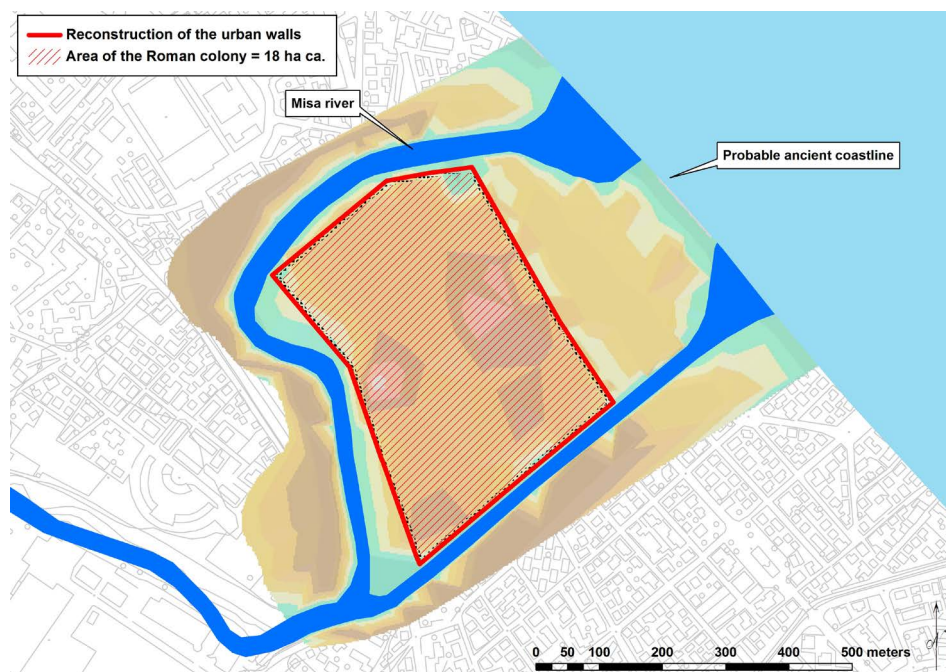 Reconstruction of the urban walls
Area of the Roman colony = 18 ha ca.
Misa river
Probable ancient coastline
0 50 100 200 300 400 500 meters